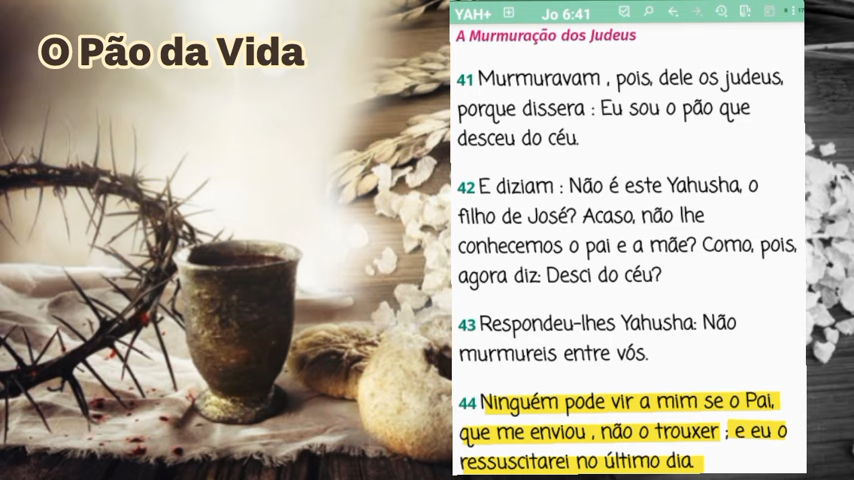 O Pão da Vida
YAH+ Jo 6:41
A Murmuração dos Judeus
41 Murmuravam , pois, dele os judeus,
porque dissera : Eu sou o pão que
desceu do céu.
42 E diziam : Não é este Yahusha, o
filho de José? Acaso, não lhe
conhecemos o pai e a mãe? Como, pois,
agora diz: Desci do céu?
43 Respondeu-lhes Yahusha: Não
murmureis entre vós.
44 Ninguém pode vir a mim se o Pai,
que me enviou , não o trouxer ; e eu o
ressuscitarei no último dia.